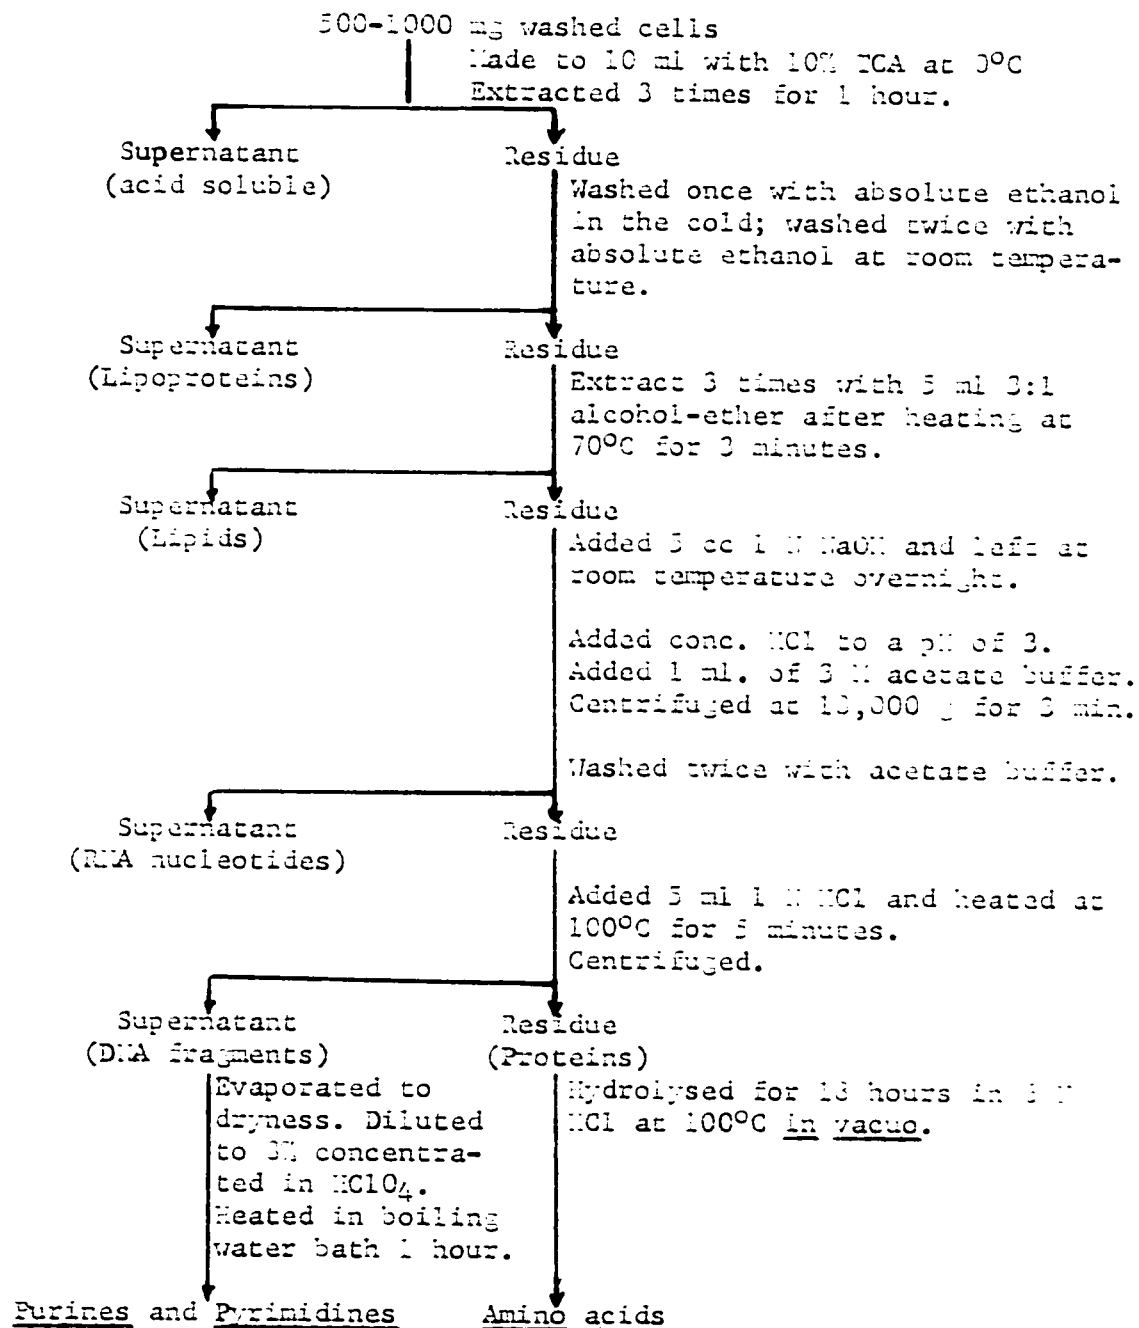 500-1000 mg washed cells
Made to 10 ml with 10% TCA at 0°C
Extracted 3 times for 1 hour.
Supernatant
(acid soluble)
Residue
Washed once with absolute ethanol
in the cold; washed twice with
absolute ethanol at room tempera-
ture.
Supernatant
(Lipoproteins)
Residue
Extract 3 times with 5 ml 3:1
alcohol-ether after heating at
70°C for 3 minutes.
Supernatant
(Lipids)
Residue
Added 5 cc 1 N NaOH and left at
room temperature overnight.
Added conc. HCl to a pH of 3.
Added 1 ml. of 3 M acetate buffer.
Centrifuged at g for 3 min.
Washed twice with acetate buffer.
Supernatant
(RNA nucleotides)
Residue
Added 5 ml 1 N HCl and heated at
100°C for 5 minutes.
Centrifuged.
Supernatant
(DNA fragments)
Evaporated to
dryness. Diluted
to concentra-
ted in HClO4.
Heated in boiling
water bath 1 hour.
Purines and Pyrimidines
Residue
(Proteins)
Hydrolysed for hours in
HCl at 100°C in vacuo.
Amino acids